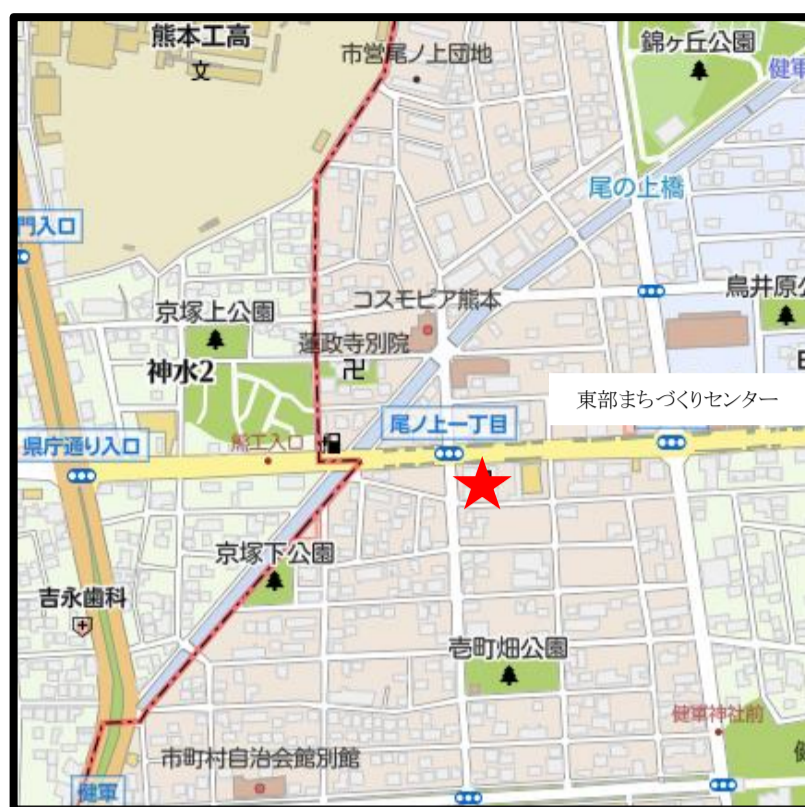 熊本工高
文
市営尾ノ上団地
錦ヶ丘公園
健軍
尾の上橋
門入口
京塚上公園
コスモピア熊本
鳥井原公
蓮政寺別院
神水2
卍
東部まちづくりセンター
尾ノ上一丁目
県庁通り入口
熊工入口
京塚下公園
吉永歯科
壱町畑公園
健軍神社前
市町村自治会館別館
健軍